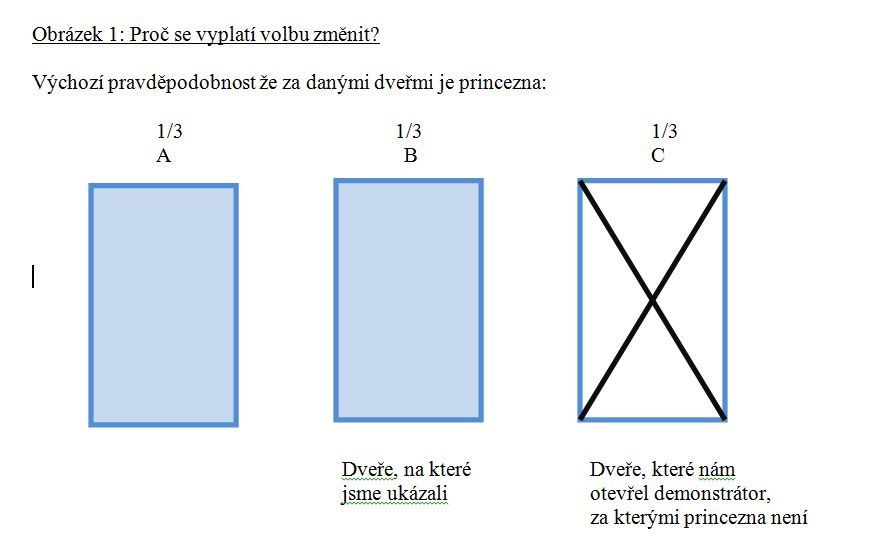 Obrázek 1: Proč se vyplatí volbu změnit?
Výchozí pravděpodobnost že za danými dveřmi je princezna:
1/3 1/3 1/3
A B C
Dveře, na které
jsme ukázali
Dveře, které nám
otevřel demonstrátor,
za kterými princezna není